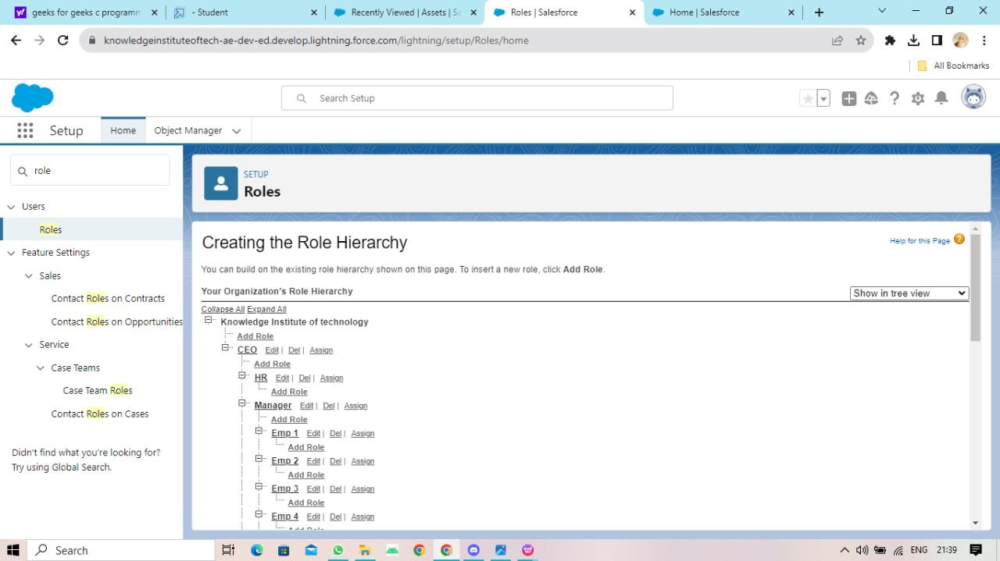 yee c & geeks of programm
Recently Viewed | Assets | Sa
Roles | Salesforce
Home | Salesforce
knowledgeinstituteoftech-ae-dev-ed.develop.lightning.force.com/lightning/setup/Roles/home
All Bookmarks
Search Setup
Setup
Home
Object Manager
role
Users
Roles
Feature Settings
Sales
Contact Roles on Contracts
Contact Roles on Opportunities
Service
Case Teams
Case Team Roles
Contact Roles on Cases
Didn't find what you're looking for?
Try using Global Search.
SETUP
Roles
Creating the Role Hierarchy
Help for this Page
You can build on the existing role hierarchy shown on this page. To insert a new role, click Add Role.
Your Organization's Role Hierarchy
Show in tree view
Collapse All Expand All
Knowledge Institute of technology
Add Role
CEO Edit | Del | Assign
Add Role
HR Edit | Del | Assign
Add Role
Manager Edit | Del | Assign
Add Role
Emp 1 Edit | Del | Assign
Add Role
Emp 2 Edit | Del | Assign
Add Role
Emp 3 Edit | Del | Assign
Add Role
Emp 4 Edit | Del | Assign
Add Role
Search
ENG
21:39